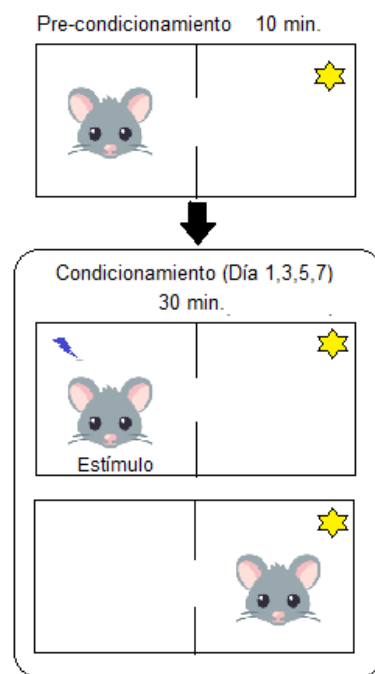 Pre-condicionamiento 10 min.
Condicionamiento (Día 1,3,5,7)
30 min.
Estímulo